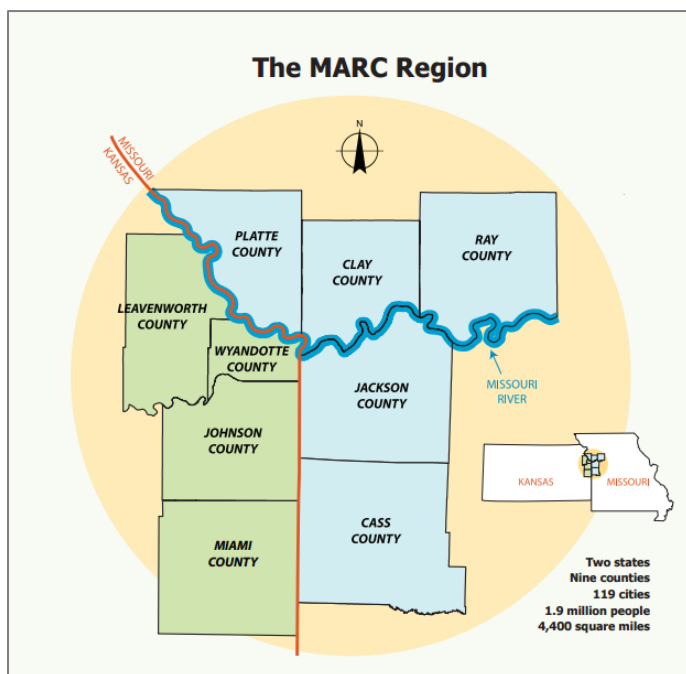 The MARC Region
N
MISSOURI
KANSAS
PLATTE
COUNTY
CLAY
COUNTY
RAY
COUNTY
LEAVENWORTH
COUNTY
WYANDOTTE
COUNTY
MISSOURI
RIVER
JACKSON
COUNTY
JOHNSON
COUNTY
KANSAS
MISSOURI
CASS
COUNTY
MIAMI
COUNTY
Two states
Nine counties
119 cities
1.9 million people
4,400 square miles